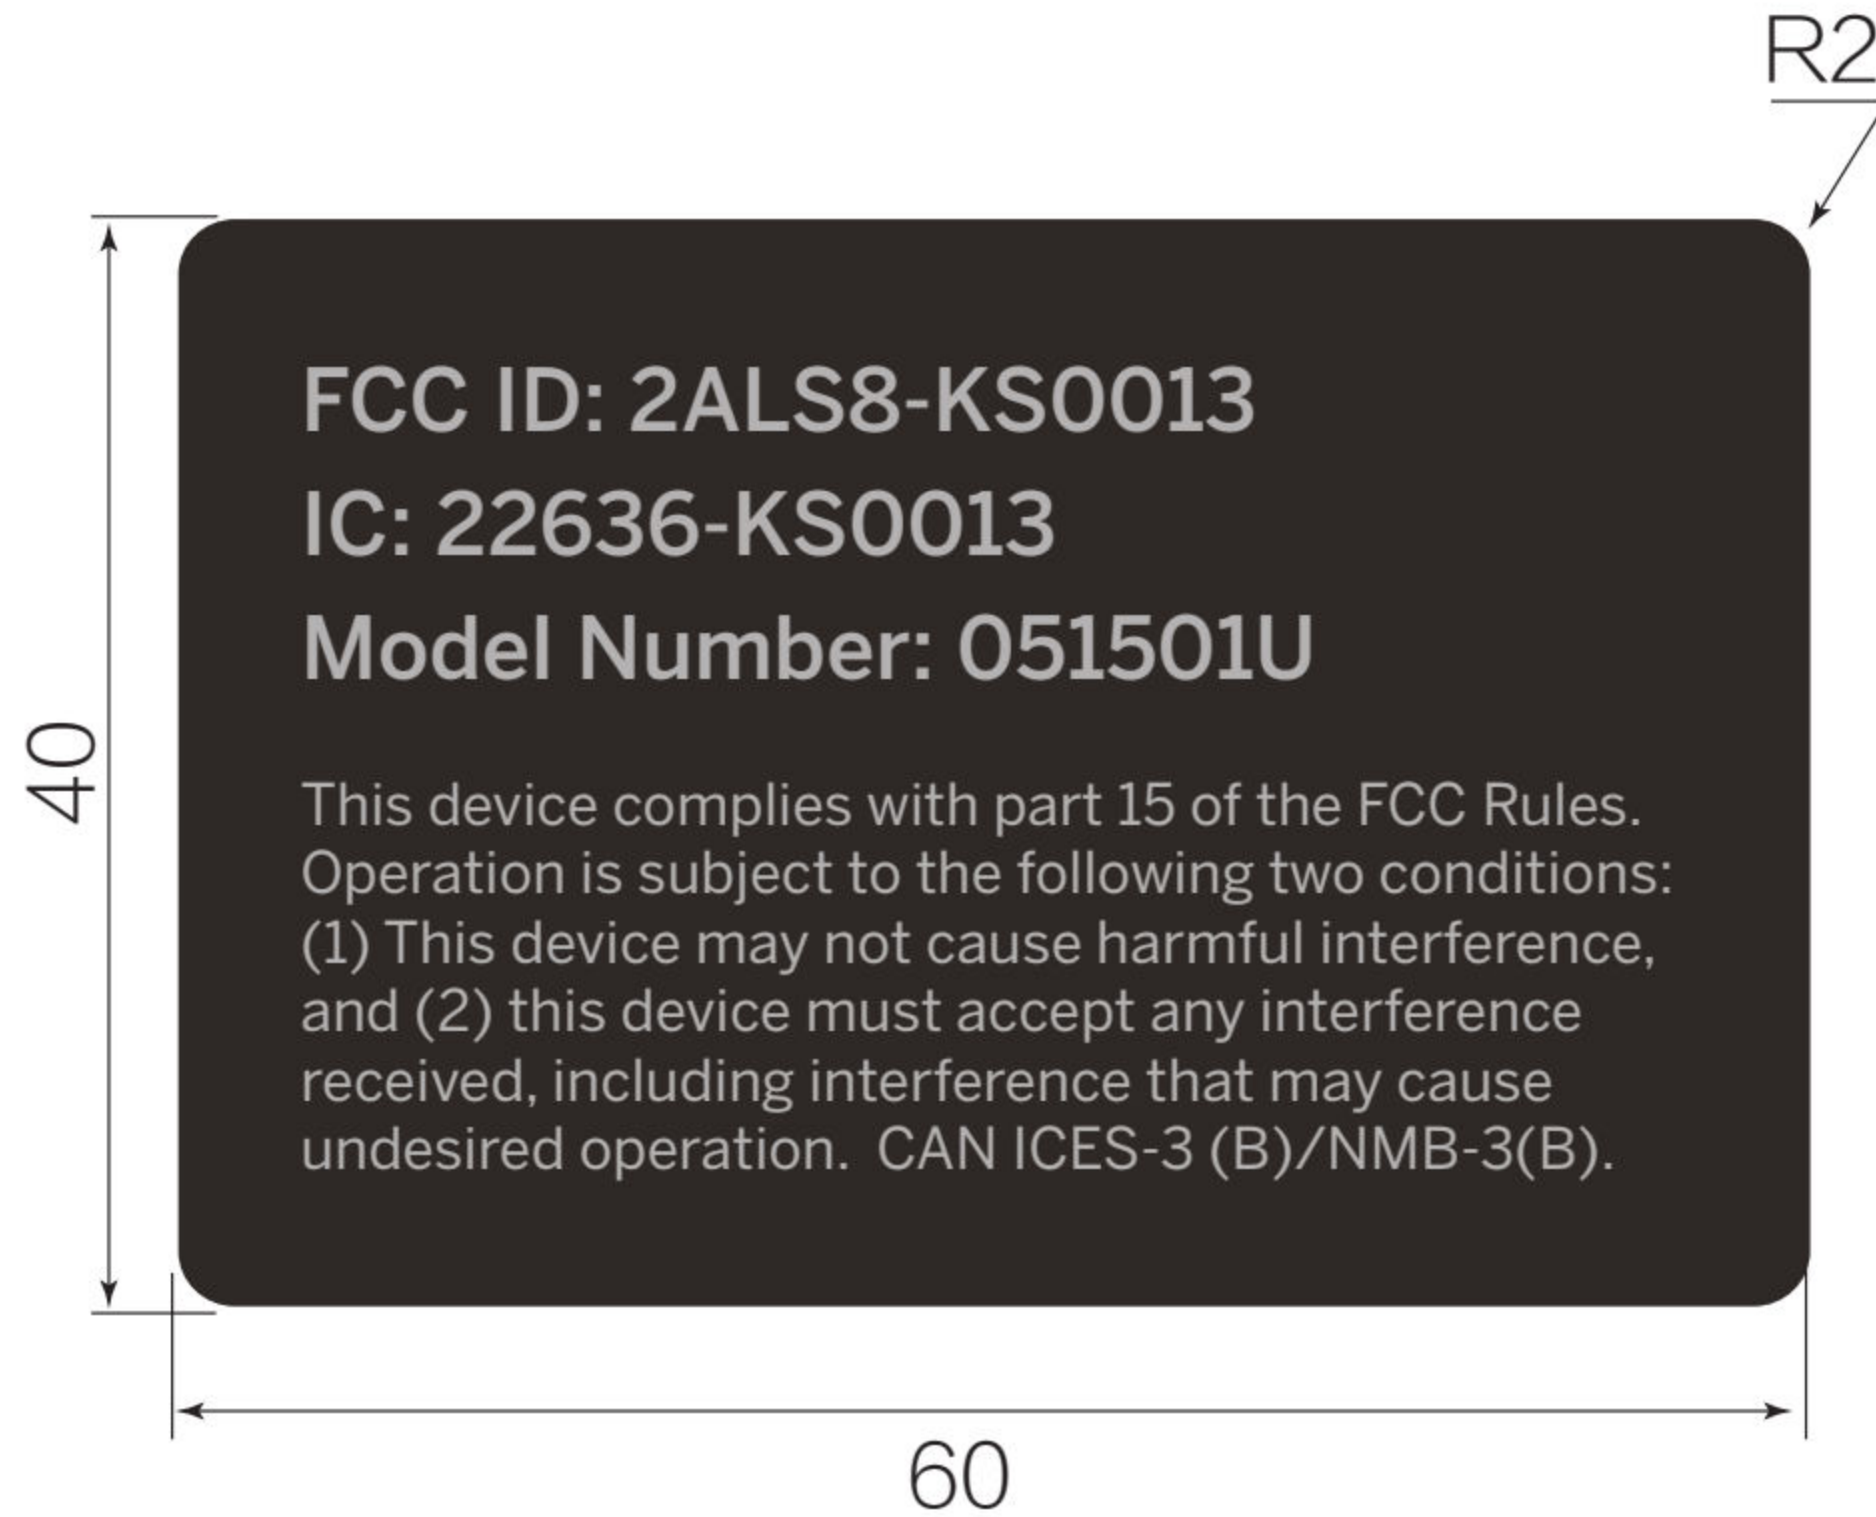 R2
FCC ID: 2ALS8-KS0013
IC: 22636-KS0013
Model Number: 051501U
40
This device complies with part 15 of the FCC Rules.
Operation is subject to the following two conditions:
(1) This device may not cause harmful interference,
and (2) this device must accept any interference
received, including interference that may cause
undesired operation.  CAN ICES-3 (B)/NMB-3(B).
60